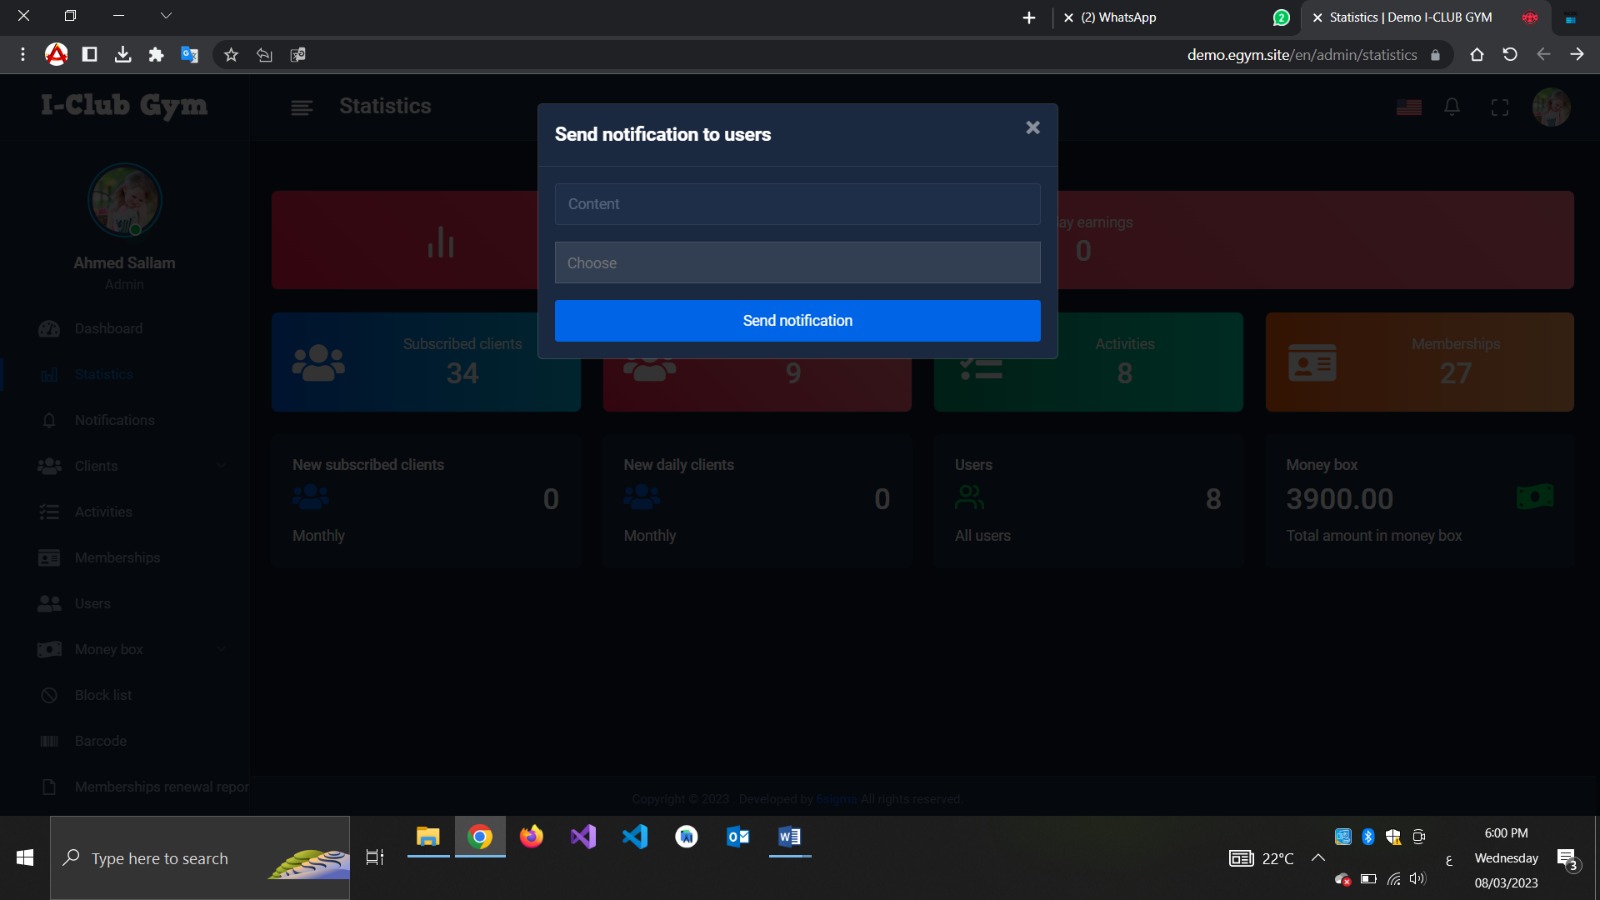 (2) WhatsApp
2
Statistics | Demo I-CLUB GYM
demo.egym.site/en/admin/statistics
I-Club Gym
Statistics
Send notification to users
Content
Choose
Send notification
Ahmed Sallam
Admin
Dashboard
Statistics
Notifications
Clients
Activities
Memberships
Users
Money box
Block list
Barcode
Memberships renewal repor
ay earnings
0
Subscribed clients
34
9
Activities
8
Memberships
27
New subscribed clients
0
Monthly
New daily clients
0
Monthly
Users
8
All users
Money box
3900.00
Total amount in money box
Copyright © 2023 . Developed by
All rights reserved
Type here to search
22°C
ع
6:00 PM
Wednesday
08/03/2023
3